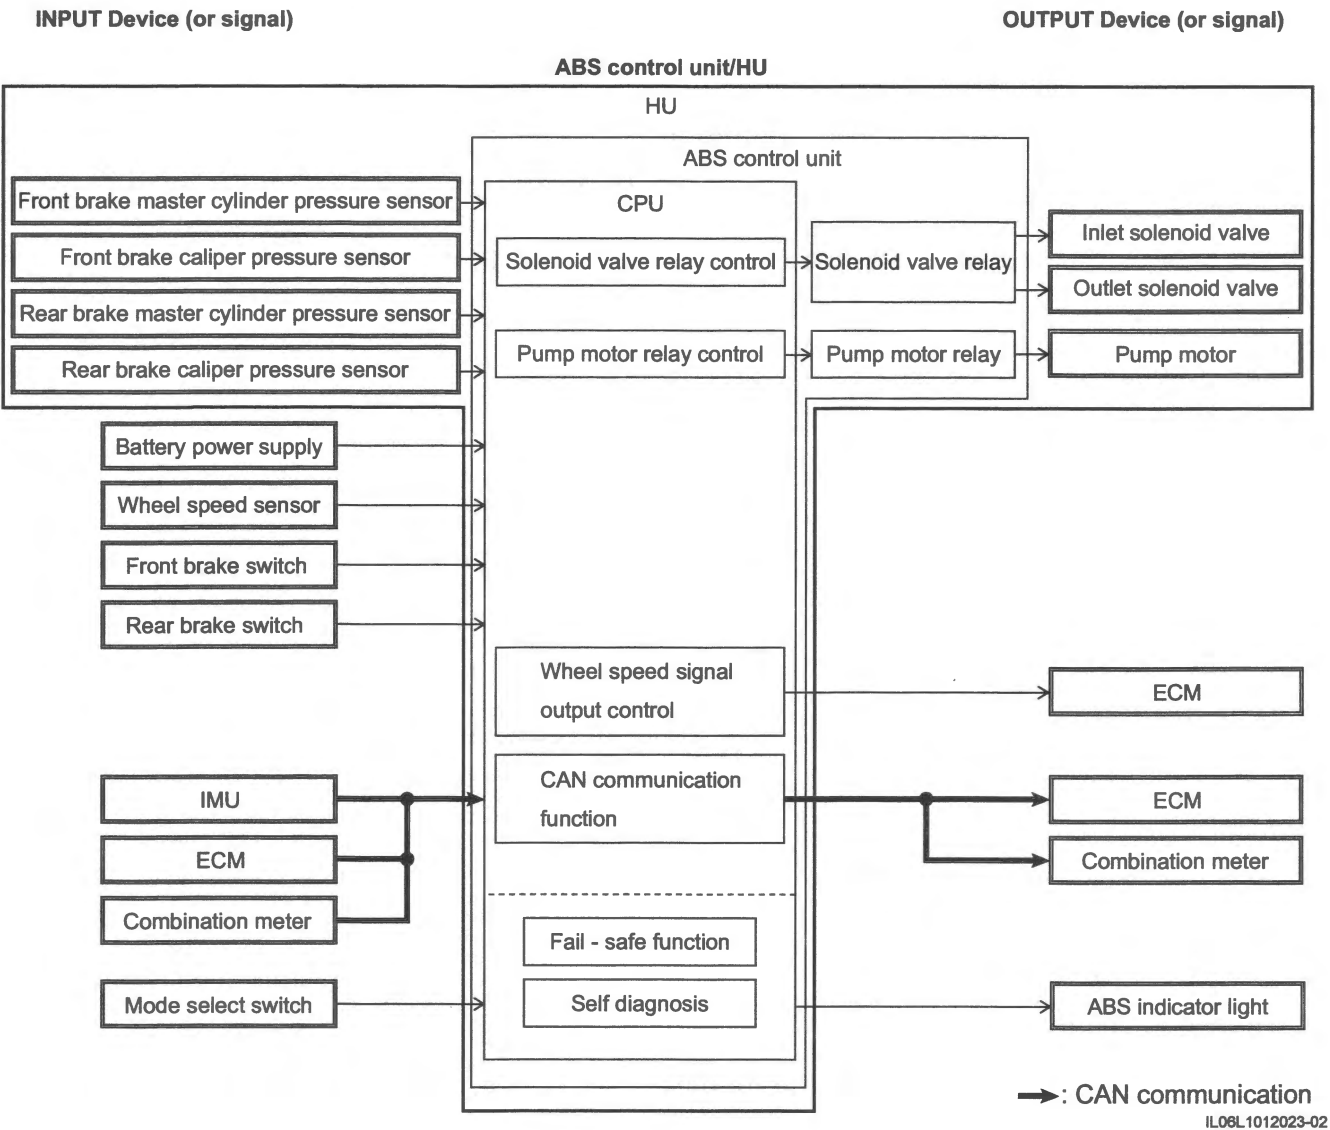 INPUT Device (or signal)
OUTPUT Device (or signal)
ABS control unit/HU
HU
ABS control unit
CPU
Front brake master cylinder pressure sensor
Front brake caliper pressure sensor
Rear brake master cylinder pressure sensor
Rear brake caliper pressure sensor
Solenoid valve relay control
Solenoid valve relay
Inlet solenoid valve
Outlet solenoid valve
Pump motor relay control
Pump motor relay
Pump motor
Battery power supply
Wheel speed sensor
Front brake switch
Rear brake switch
Wheel speed signal
output control
ECM
IMU
ECM
Combination meter
CAN communication
function
ECM
Combination meter
Fail - safe function
Mode select switch
Self diagnosis
ABS indicator light
: CAN communication
IL06L1012023-02